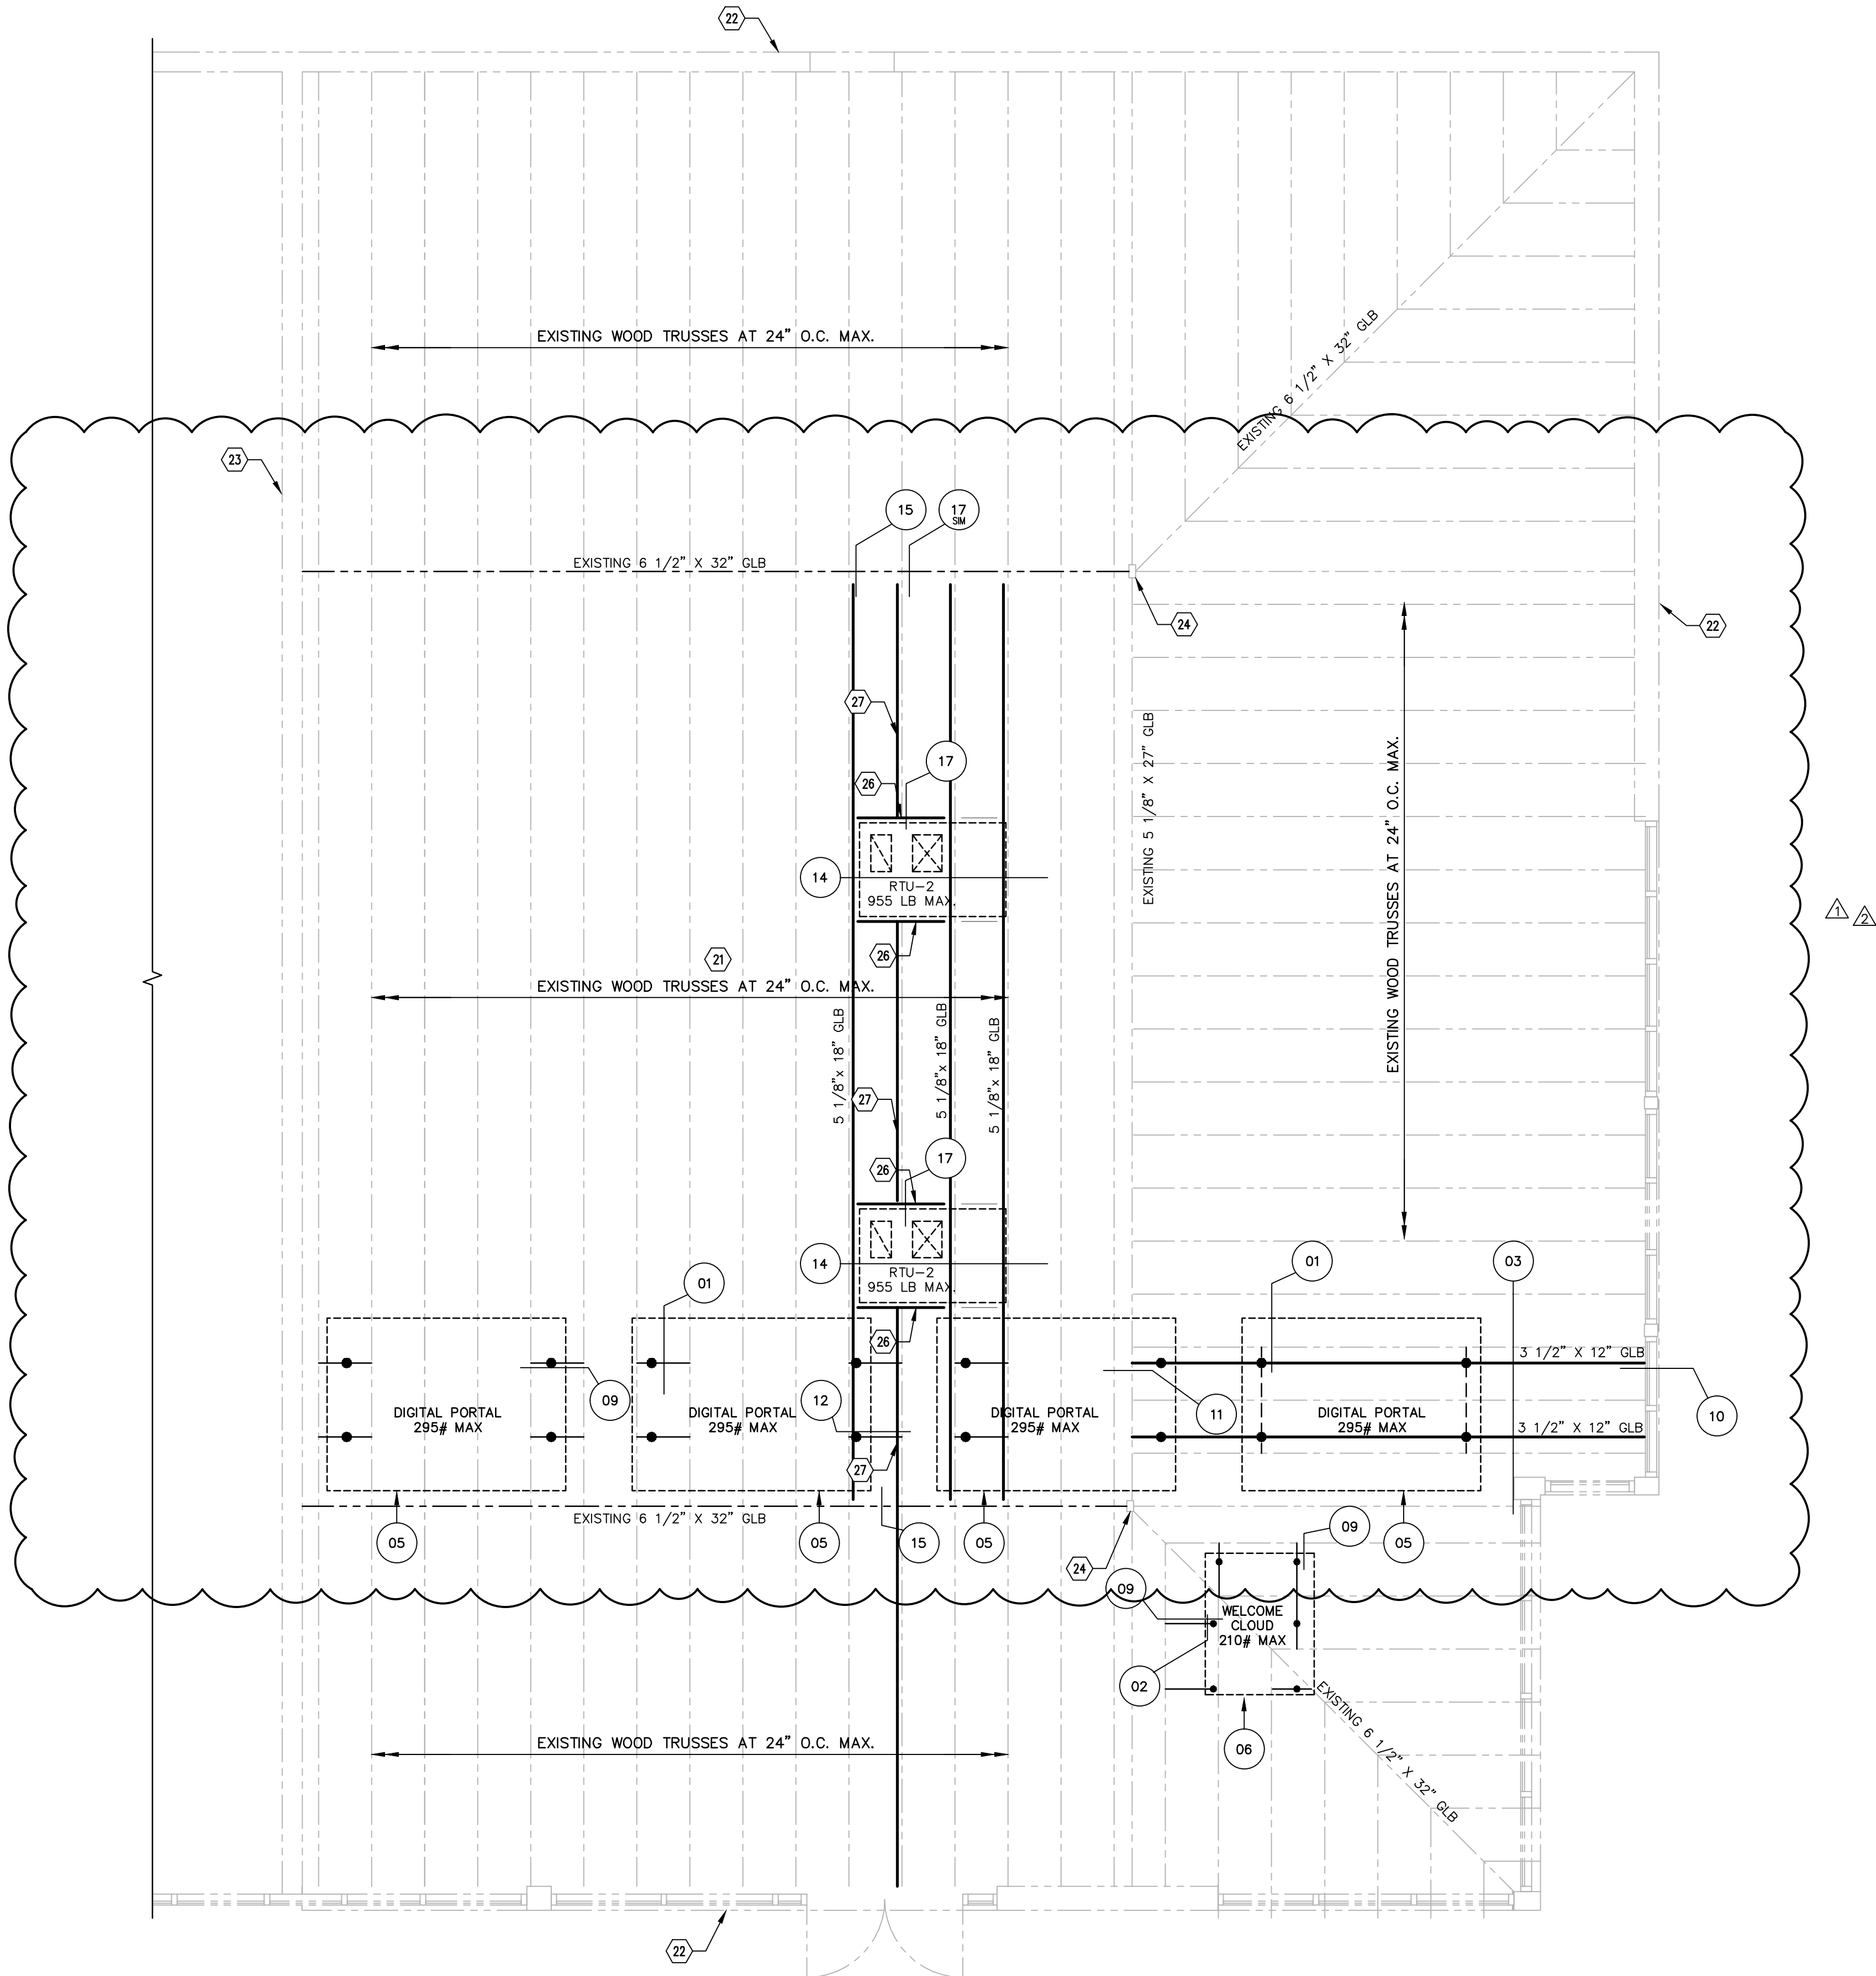 22
EXISTING WOOD TRUSSES AT 24” O.C. MAX.
EXISTING 6 1/2” X 32” GLB
23
15
17
SIM
EXISTING 6 1/2” X 32” GLB
24
22
27
17
26
EXISTING 5 1/8” X 27” GLB
EXISTING WOOD TRUSSES AT 24” O.C. MAX.
14
RTU-2
955 LB MAX.
1
2
26
21
EXISTING WOOD TRUSSES AT 24” O.C. MAX.
5 1/8”x 18” GLB
5 1/8”x 18” GLB
5 1/8”x 18” GLB
27
17
26
14
RTU-2
955 LB MAX.
01
01
03
26
3 1/2” X 12” GLB
09
12
11
10
DIGITAL PORTAL
295# MAX
DIGITAL PORTAL
295# MAX
DIGITAL PORTAL
295# MAX
DIGITAL PORTAL
295# MAX
3 1/2” X 12” GLB
27
EXISTING 6 1/2” X 32” GLB
05
05
15
05
09
05
24
09
WELCOME
CLOUD
210# MAX
02
06
EXISTING 6 1/2” X 32” GLB
EXISTING WOOD TRUSSES AT 24” O.C. MAX.
22